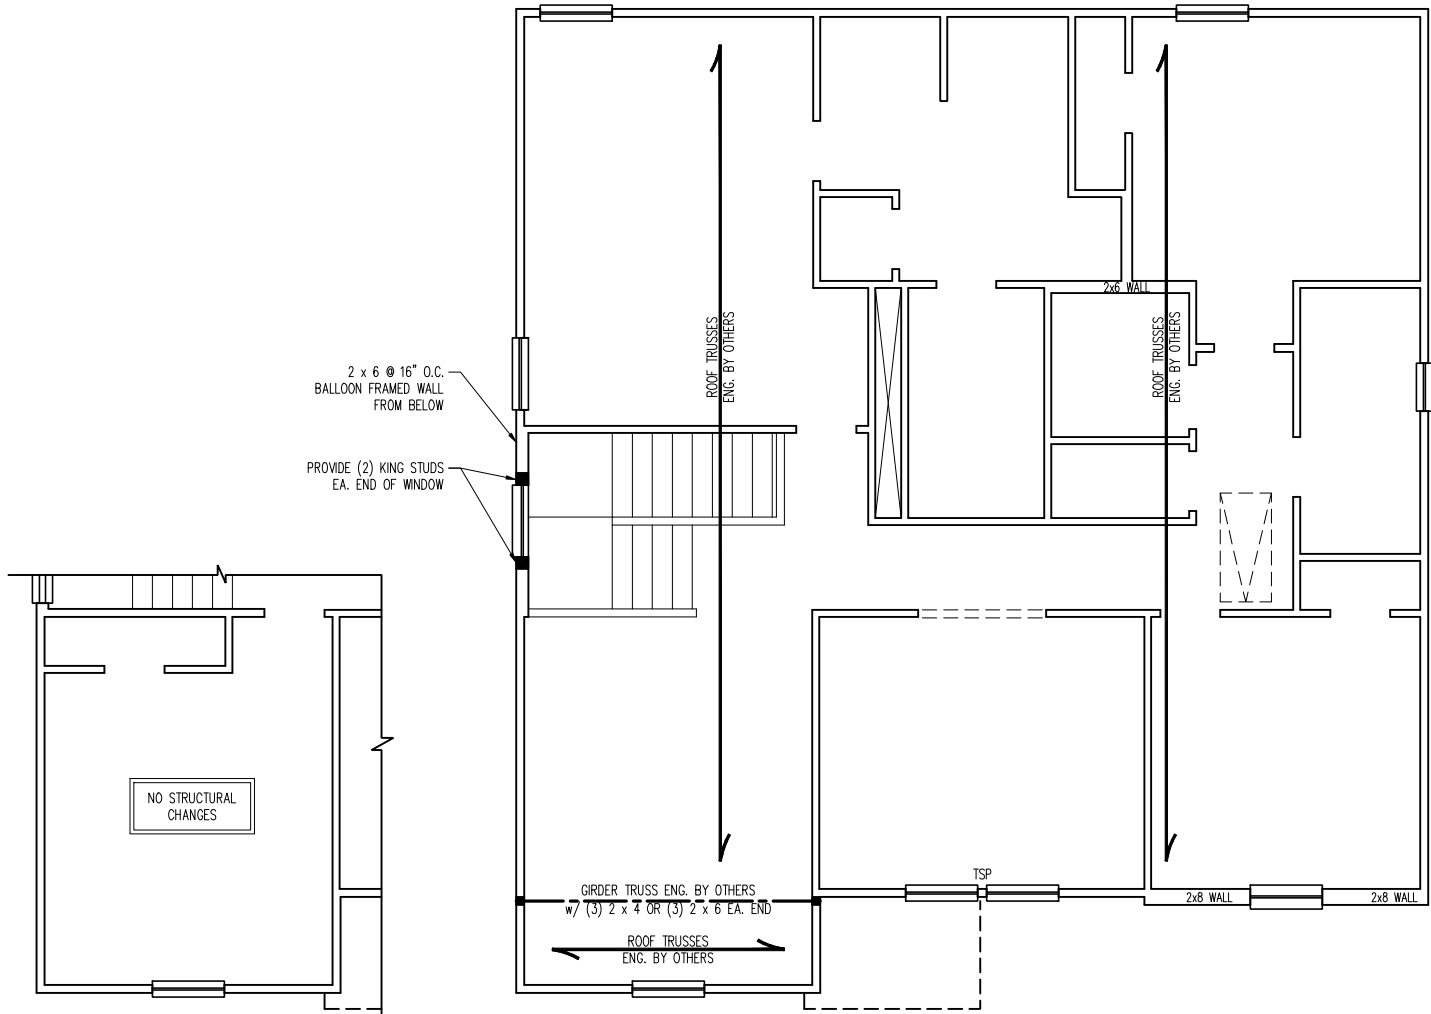 2x6 WALL
ROOF TRUSSES
ENG. BY OTHERS
ROOF TRUSSES
ENG. BY OTHERS
2 x 6 @ 16" O.C.
BALLOON FRAMED WALL
FROM BELOW
PROVIDE (2) KING STUDS
EA. END OF WINDOW
NO STRUCTURAL
CHANGES
TSP
GIRDER TRUSS ENG. BY OTHERS
w/ (3) 2 x 4 OR (3) 2 x 6 EA. END
2x8 WALL
2x8 WALL
ROOF TRUSSES
ENG. BY OTHERS